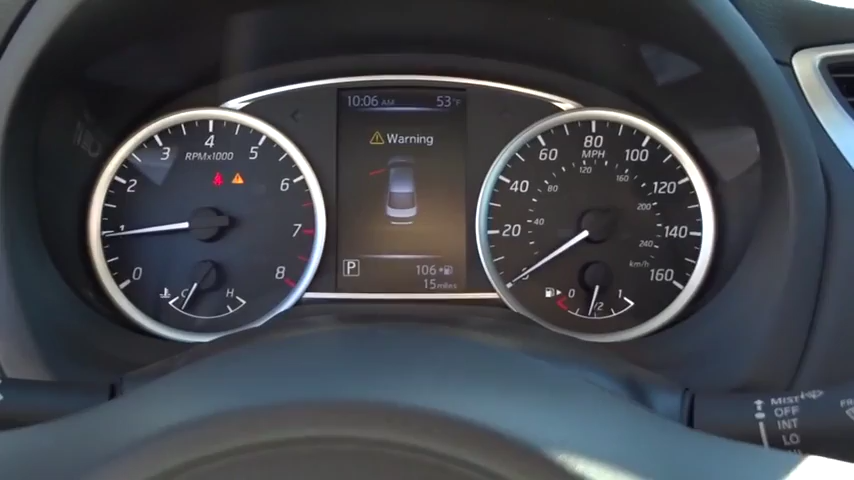 10:06 AM 53°F
Warning
P
106
15 miles
RPMx1000
0
1
2
3
4
5
6
7
8
C H
MPH
20
40
60
80
100
120
140
160
km/h
40
80
120
160
200
240
0 1/2 1
MIST
OFF
INT
LO